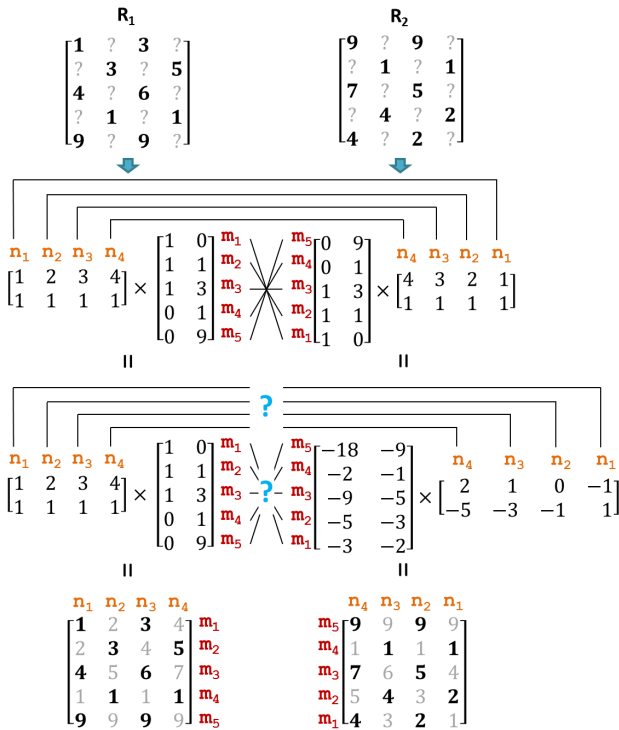 R1 R2
1 ? 3 ? 9 ? 9 ?
? 3 ? 5 ? 1 ? 1
4 ? 6 ? 7 ? 5 ?
? 1 ? 1 ? 4 ? 2
9 ? 9 ? 4 ? 2 ?
n1 n2 n3 n4 1 0 m1 m5 0 9 n4 n3 n2 n1
1 2 3 4 × 1 1 m2 m4 0 1 × 4 3 2 1
1 1 1 1 1 3 m3 m3 1 3 1 1 1 1
0 1 m4 m2 1 1
0 9 m5 m1 1 0
= =
?
n1 n2 n3 n4 1 0 m1 m5 −18 −9 n4 n3 n2 n1
1 2 3 4 × 1 1 m2 m4 −2 −1 × 2 1 0 −1
1 1 1 1 1 3 m3 ? m3 −9 −5 −5 −3 −1 1
0 1 m4 m2 −5 −3
0 9 m5 m1 −3 −2
= =
n1 n2 n3 n4 n4 n3 n2 n1
1 2 3 4 m1 m5 9 9 9 9
2 3 4 5 m2 m4 1 1 1 1
4 5 6 7 m3 m3 7 6 5 4
1 1 1 1 m4 m2 5 4 3 2
9 9 9 9 m5 m1 4 3 2 1